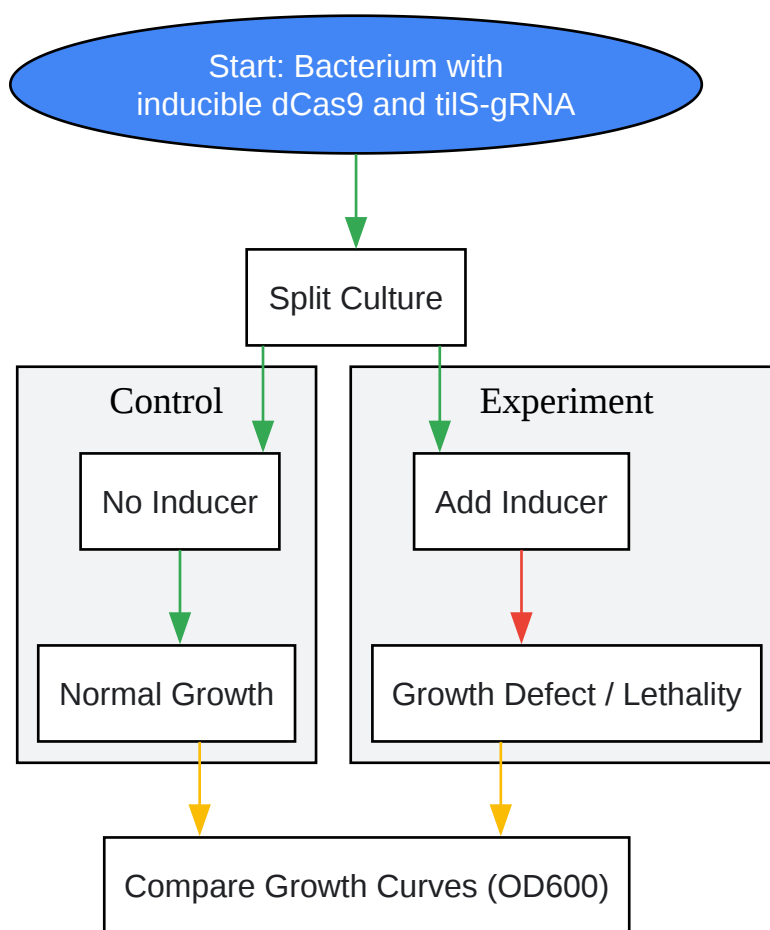 Start: Bacterium with
inducible dCas9 and tilS-gRNA
Split Culture
Control
Experiment
No Inducer
Add Inducer
Normal Growth
Growth Defect / Lethality
Compare Growth Curves (OD600)